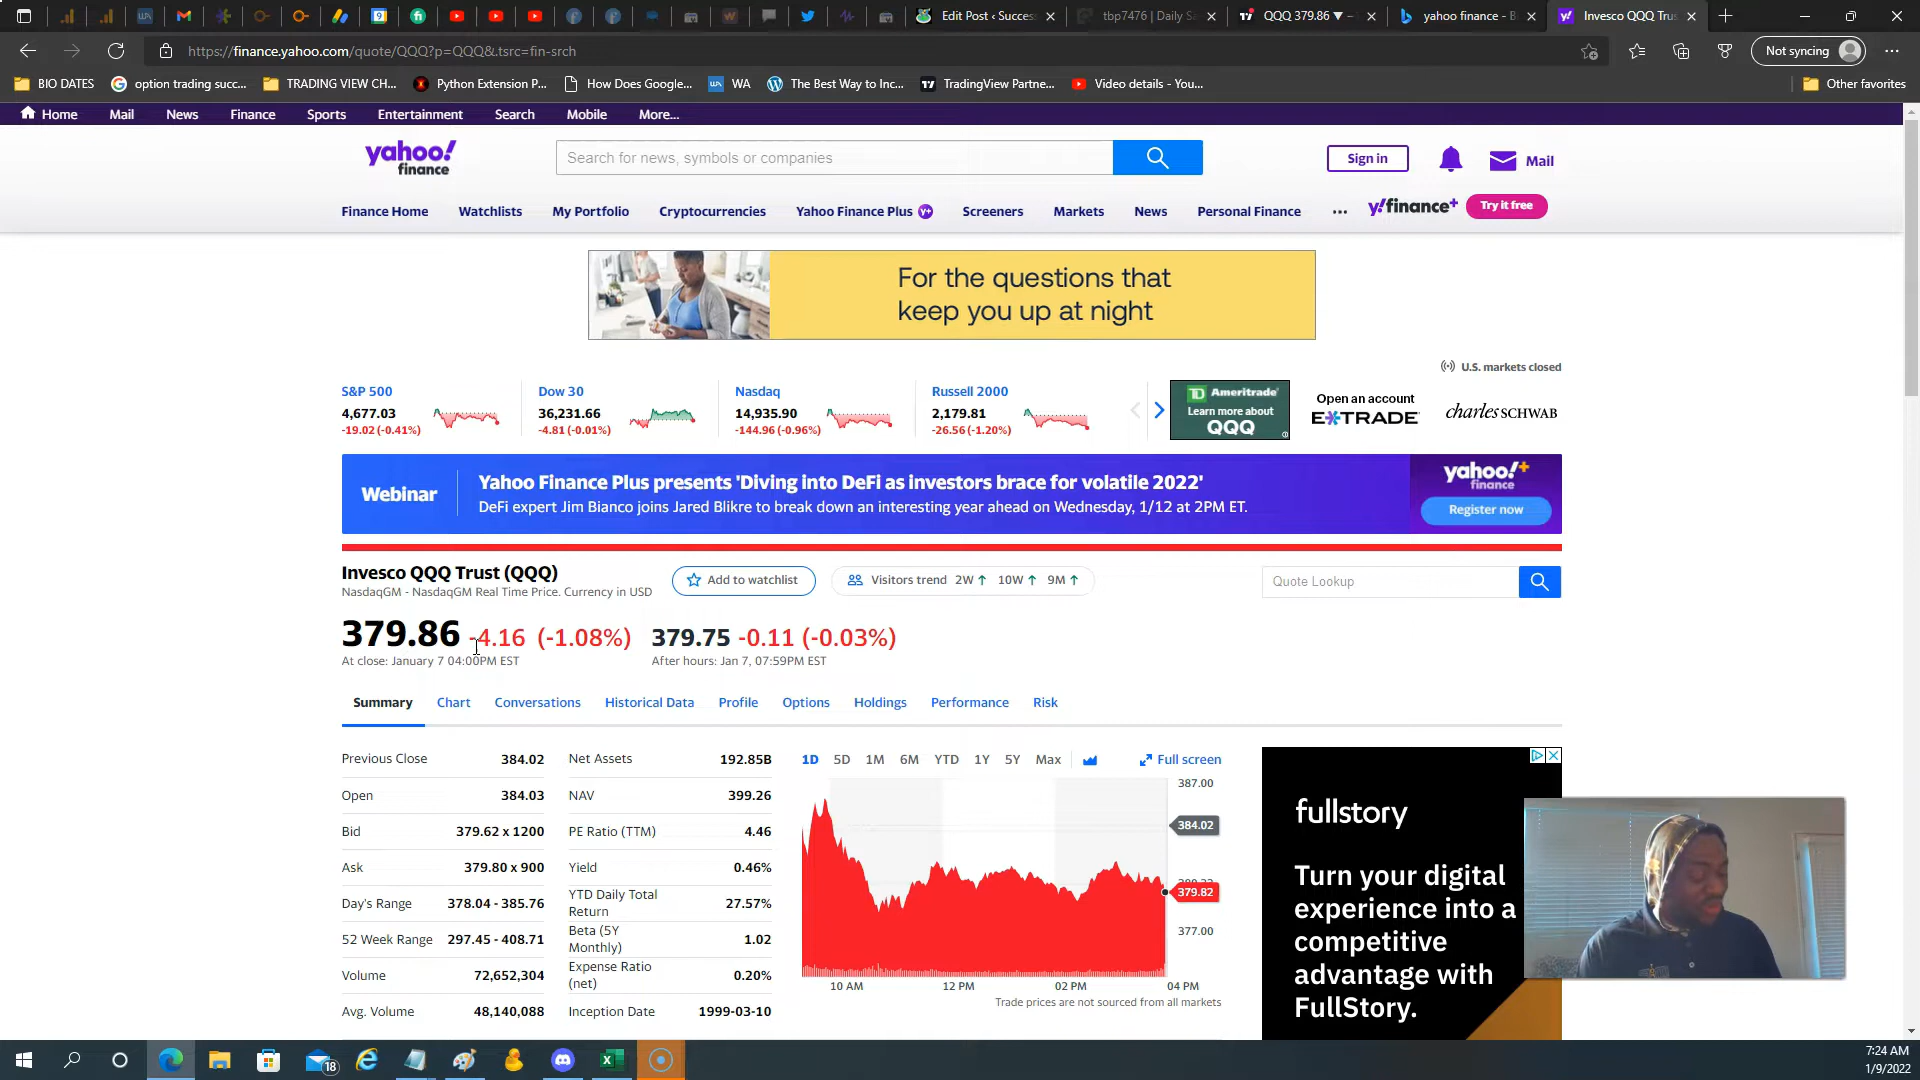 Edit Post ‹ Succes
tbp7476 | Daily S
QQQ 379.86 ▼ −
yahoo finance - B
Invesco QQQ Trus
https://finance.yahoo.com/quote/QQQ?p=QQQ&.tsrc=fin-srch
Not syncing
BIO DATES
option trading succ...
TRADING VIEW CH...
Python Extension P...
How Does Google...
WA
The Best Way to Inc...
TradingView Partne...
Video details - You...
Other favorites
Home Mail News Finance Sports Entertainment Search Mobile More...
yahoo!
finance
Search for news, symbols or companies
Sign in
Mail
Finance Home Watchlists My Portfolio Cryptocurrencies Yahoo Finance Plus Y+ Screeners Markets News Personal Finance ... y!finance+ Try it free
For the questions that
keep you up at night
U.S. markets closed
S&P 500
4,677.03
-19.02 (-0.41%)
Dow 30
36,231.66
-4.81 (-0.01%)
Nasdaq
14,935.90
-144.96 (-0.96%)
Russell 2000
2,179.81
-26.56 (-1.20%)
TD Ameritrade
Learn more about
QQQ
Open an account
E*TRADE
charles SCHWAB
Webinar
Yahoo Finance Plus presents 'Diving into DeFi as investors brace for volatile 2022'
DeFi expert Jim Bianco joins Jared Blikre to break down an interesting year ahead on Wednesday, 1/12 at 2PM ET.
yahoo!+
finance
Register now
Invesco QQQ Trust (QQQ)
NasdaqGM - NasdaqGM Real Time Price. Currency in USD
Add to watchlist
Visitors trend 2W ↑ 10W ↑ 9M ↑
Quote Lookup
379.86 -4.16 (-1.08%)
At close: January 7 04:00PM EST
379.75 -0.11 (-0.03%)
After hours: Jan 7, 07:59PM EST
Summary Chart Conversations Historical Data Profile Options Holdings Performance Risk
Previous Close 384.02
Open 384.03
Bid 379.62 x 1200
Ask 379.80 x 900
Day's Range 378.04 - 385.76
52 Week Range 297.45 - 408.71
Volume 72,652,304
Avg. Volume 48,140,088
Net Assets 192.85B
NAV 399.26
PE Ratio (TTM) 4.46
Yield 0.46%
YTD Daily Total
Return 27.57%
Beta (5Y
Monthly) 1.02
Expense Ratio
(net) 0.20%
Inception Date 1999-03-10
1D 5D 1M 6M YTD 1Y 5Y Max
Full screen
387.00
384.02
379.82
377.00
10 AM 12 PM 02 PM 04 PM
Trade prices are not sourced from all markets
fullstory
Turn your digital
experience into a
competitive
advantage with
FullStory.
18
7:24 AM
1/9/2022